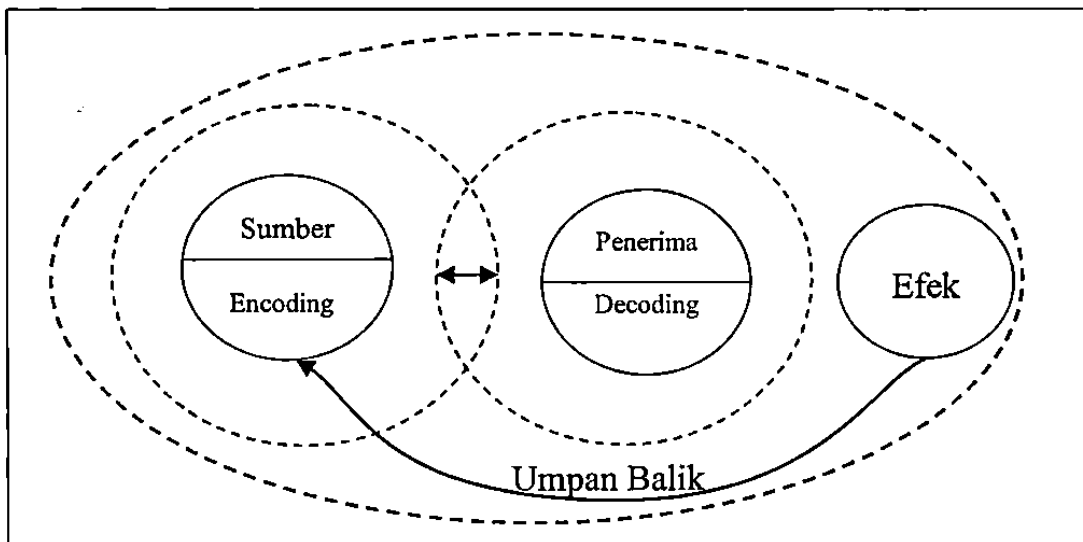 Sumber
Encoding
Penerima
Decoding
Efek
Umpan Balik